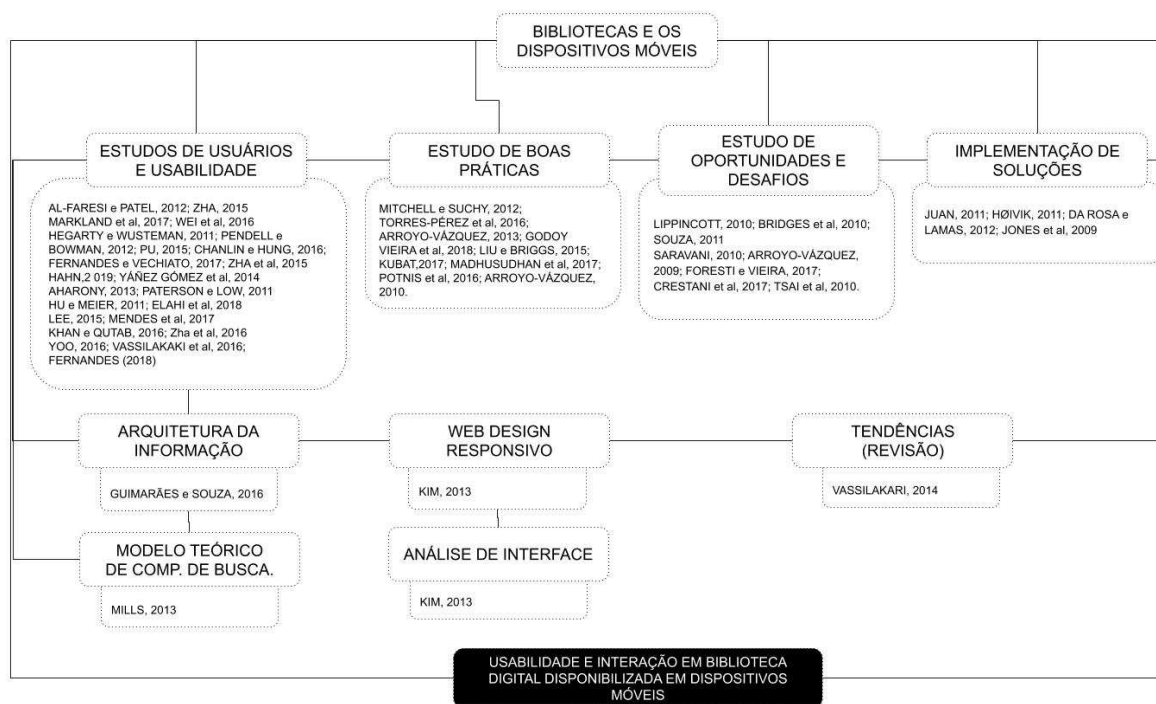 BIBLIOTECAS E OS
DISPOSITIVOS MÓVEIS
ESTUDOS DE USUÁRIOS
E USABILIDADE
AL-FARESI e PATEL, 2012; ZHA, 2015
MARKLAND et al, 2017; WEI et al, 2016
HEGARTY e WUSTEMAN, 2011; PENDELL e
BOWMAN, 2012; PU, 2015; CHANLIN e HUNG, 2016;
FERNANDES e VECHIATO, 2017; ZHA et al, 2015
HAHN,2 019; YÁÑEZ GÓMEZ et al, 2014
AHARONY, 2013; PATERSON e LOW, 2011
HU e MEIER, 2011; ELAHI et al, 2018
LEE, 2015; MENDES et al, 2017
KHAN e QUTAB, 2016; Zha et al, 2016
YOO, 2016; VASSILAKAKI et al, 2016;
FERNANDES (2018)
ESTUDO DE BOAS
PRÁTICAS
MITCHELL e SUCHY, 2012;
TORRES-PÉREZ et al, 2016;
ARROYO-VÁZQUEZ, 2013; GODOY
VIEIRA et al, 2018; LIU e BRIGGS, 2015;
KUBAT,2017; MADHUSUDHAN et al, 2017;
POTNIS et al, 2016; ARROYO-VÁZQUEZ,
2010.
ESTUDO DE
OPORTUNIDADES E
DESAFIOS
LIPPINCOTT, 2010; BRIDGES et al, 2010;
SOUZA, 2011
SARAVANI, 2010; ARROYO-VÁZQUEZ,
2009; FORESTI e VIEIRA, 2017;
CRESTANI et al, 2017; TSAI et al, 2010.
IMPLEMENTAÇÃO DE
SOLUÇÕES
JUAN, 2011; HØIVIK, 2011; DA ROSA e
LAMAS, 2012; JONES et al, 2009
ARQUITETURA DA
INFORMAÇÃO
GUIMARÃES e SOUZA, 2016
WEB DESIGN
RESPONSIVO
KIM, 2013
TENDÊNCIAS
(REVISÃO)
VASSILAKARI, 2014
MODELO TEÓRICO
DE COMP. DE BUSCA.
MILLS, 2013
ANÁLISE DE INTERFACE
KIM, 2013
USABILIDADE E INTERAÇÃO EM BIBLIOTECA
DIGITAL DISPONIBILIZADA EM DISPOSITIVOS
MÓVEIS